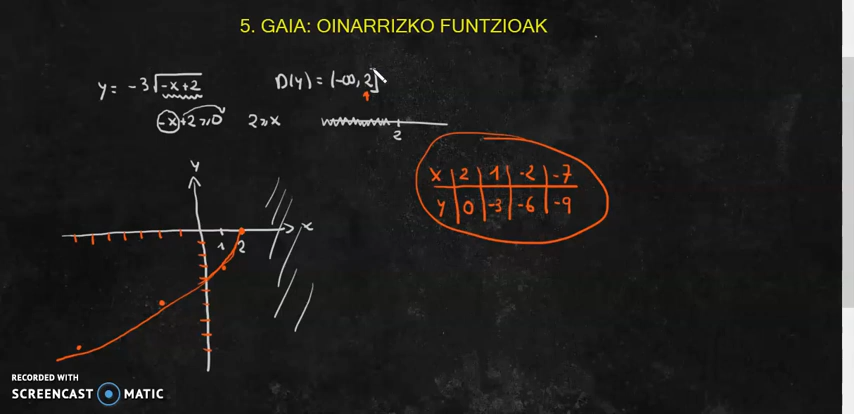 5. GAIA: OINARRIZKO FUNTZIOAK
y = -3√-x+2
D(y) = (-∞, 2]
-x+2 ≥ 0 2 ≥ x
2
x | 2 | 1 | -2 | -7
y | 0 | -3 | -6 | -9
Y
X
1 2
RECORDED WITH
SCREENCAST MATIC